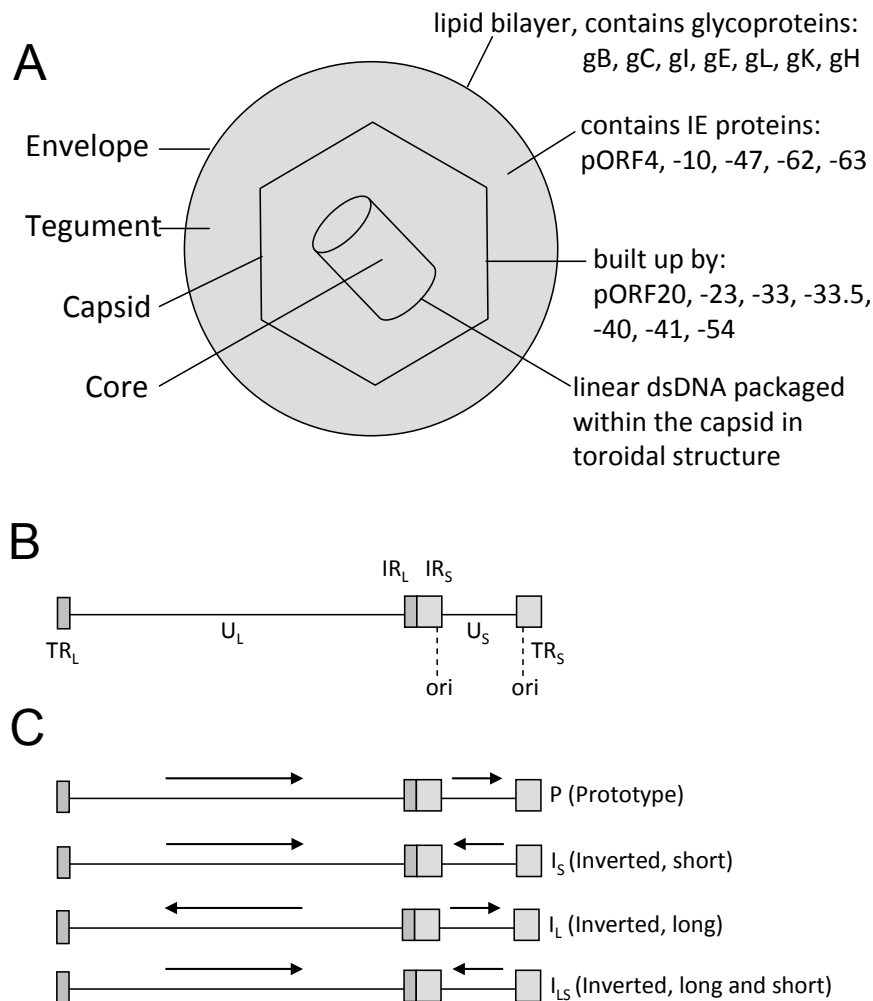 A
lipid bilayer, contains glycoproteins:
gB, gC, gI, gE, gL, gK, gH
Envelope
contains IE proteins:
pORF4, -10, -47, -62, -63
Tegument
built up by:
pORF20, -23, -33, -33.5,
-40, -41, -54
Capsid
Core
linear dsDNA packaged
within the capsid in
toroidal structure
B
IRL IRS
UL US
TRL TRS
ori ori
C
P (Prototype)
IS (Inverted, short)
IL (Inverted, long)
ILS (Inverted, long and short)